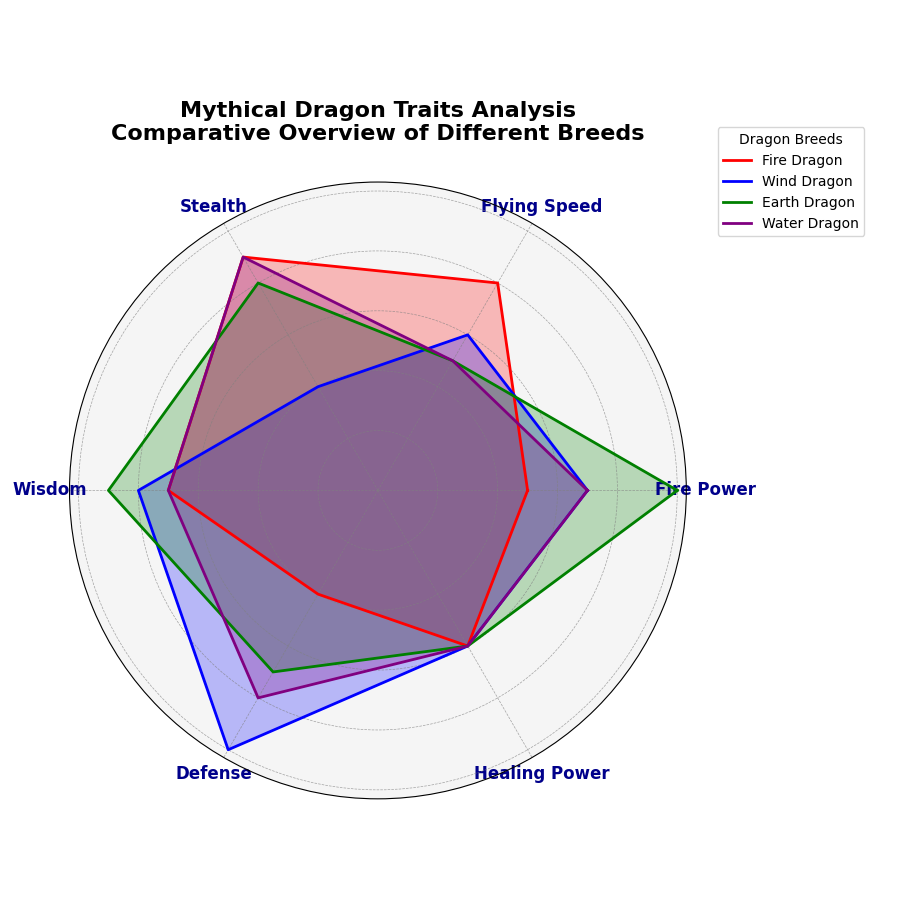 Mythical Dragon Traits Analysis
Comparative Overview of Different Breeds
Dragon Breeds
Fire Dragon
Wind Dragon
Earth Dragon
Water Dragon
Stealth
Flying Speed
Wisdom
Fire Power
Defense
Healing Power